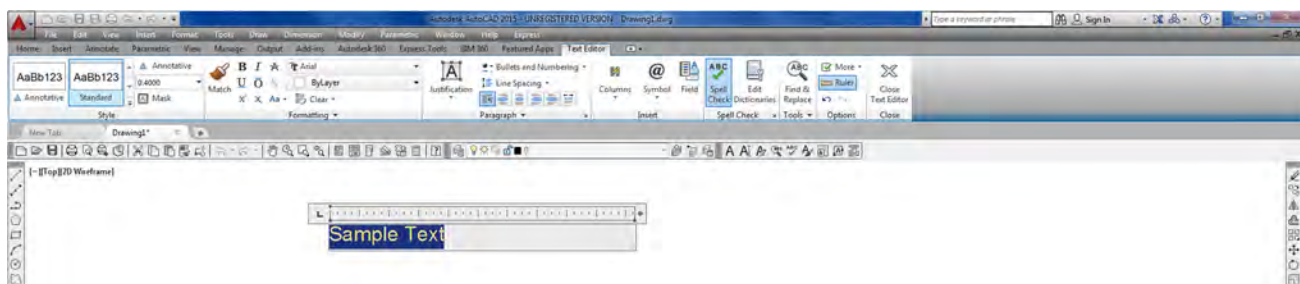 Autodesk AutoCAD 2015 - UNREGISTERED VERSION Drawing1.dwg
Type a keyword or phrase
Sign In
File Edit View Insert Format Tools Draw Dimension Modify Parametric Window Help Express
Home Insert Annotate Parametric View Manage Output Add-ins Autodesk 360 Express Tools BIM 360 Featured Apps Text Editor
AaBb123 AaBb123 Annotative Match B I A Arial Bullets and Numbering @ ABC ABC More
0.4000 U O ByLayer Justification Line Spacing Columns Symbol Field Spell Check Edit Dictionaries Find & Replace Ruler Close Text Editor
Annotative Standard Mask X X Aa Clear
Style Formatting Paragraph Insert Spell Check Tools Options Close
New Tab Drawing1*
[-][Top][2D Wireframe]
Sample Text